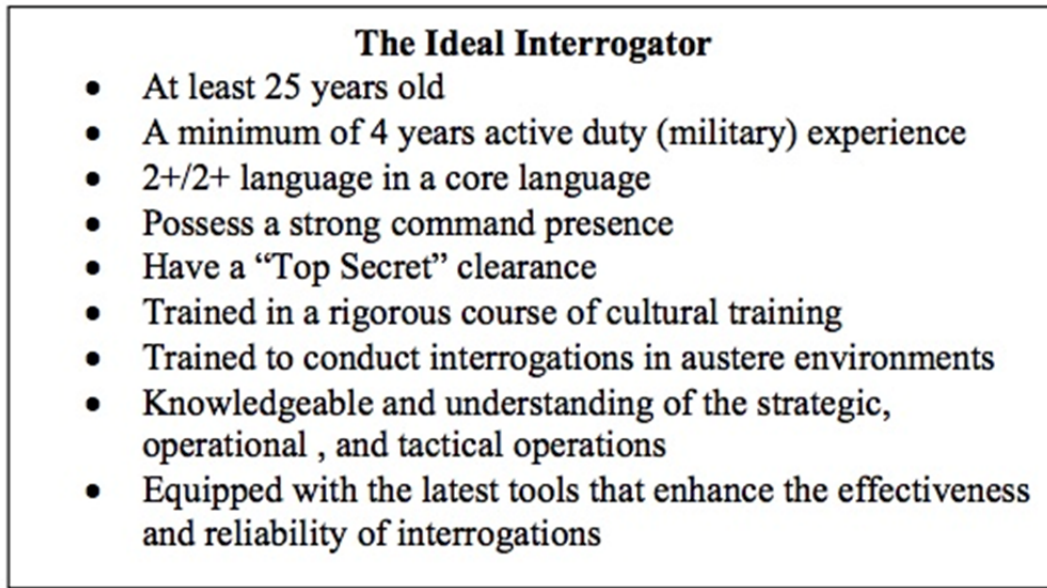 The Ideal Interrogator
• At least 25 years old
• A minimum of 4 years active duty (military) experience
• 2+/2+ language in a core language
• Possess a strong command presence
• Have a “Top Secret” clearance
• Trained in a rigorous course of cultural training
• Trained to conduct interrogations in austere environments
• Knowledgeable and understanding of the strategic,
operational , and tactical operations
• Equipped with the latest tools that enhance the effectiveness
and reliability of interrogations